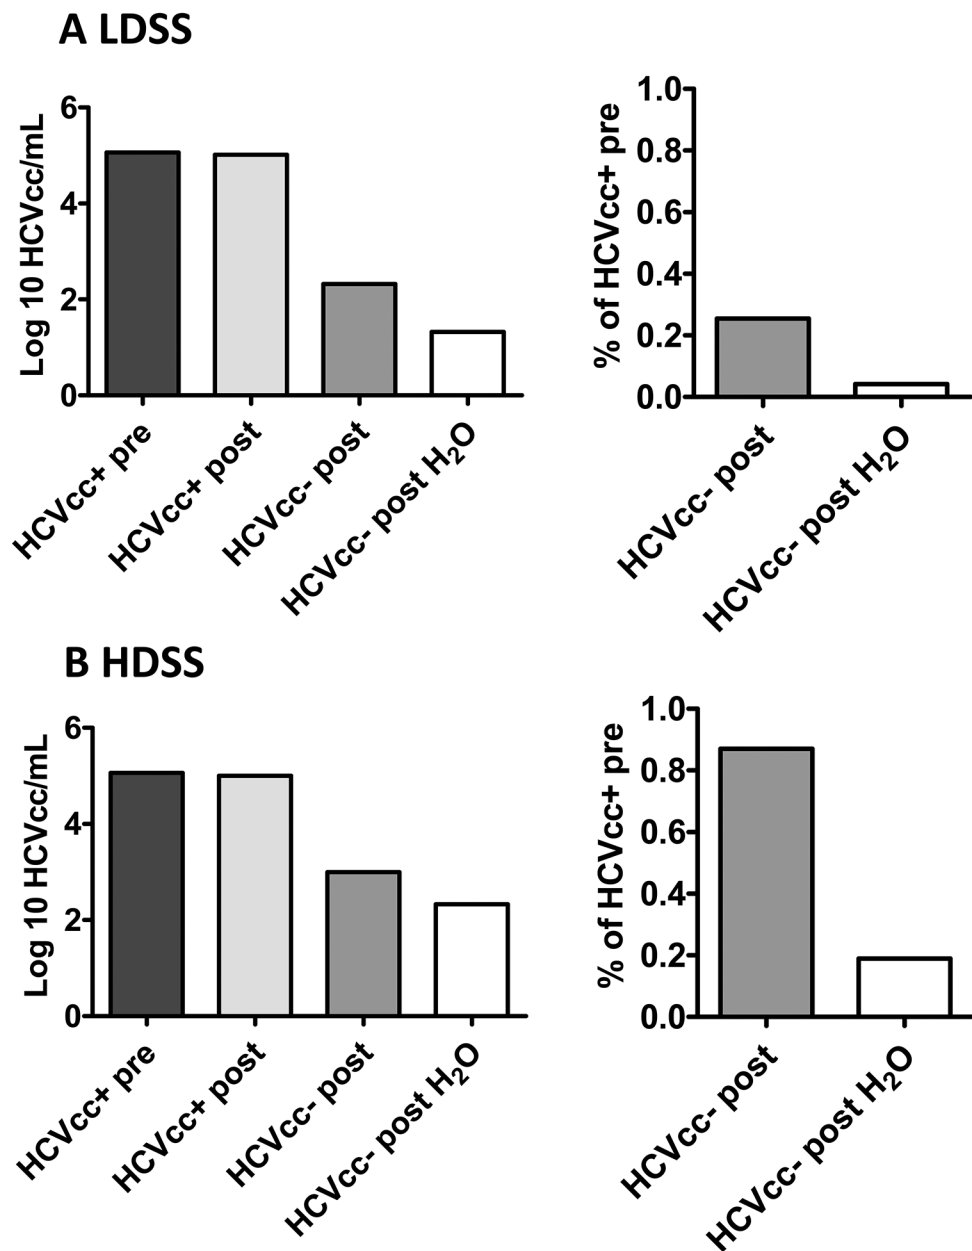 A LDSS
Log 10 HCVcc/mL
6
4
2
0
HCVcc+ pre
HCVcc+ post
HCVcc- post
HCVcc- post H₂O
% of HCVcc+ pre
1.0
0.8
0.6
0.4
0.2
0.0
HCVcc- post
HCVcc- post H₂O
B HDSS
Log 10 HCVcc/mL
6
4
2
0
HCVcc+ pre
HCVcc+ post
HCVcc- post
HCVcc- post H₂O
% of HCVcc+ pre
1.0
0.8
0.6
0.4
0.2
0.0
HCVcc- post
HCVcc- post H₂O